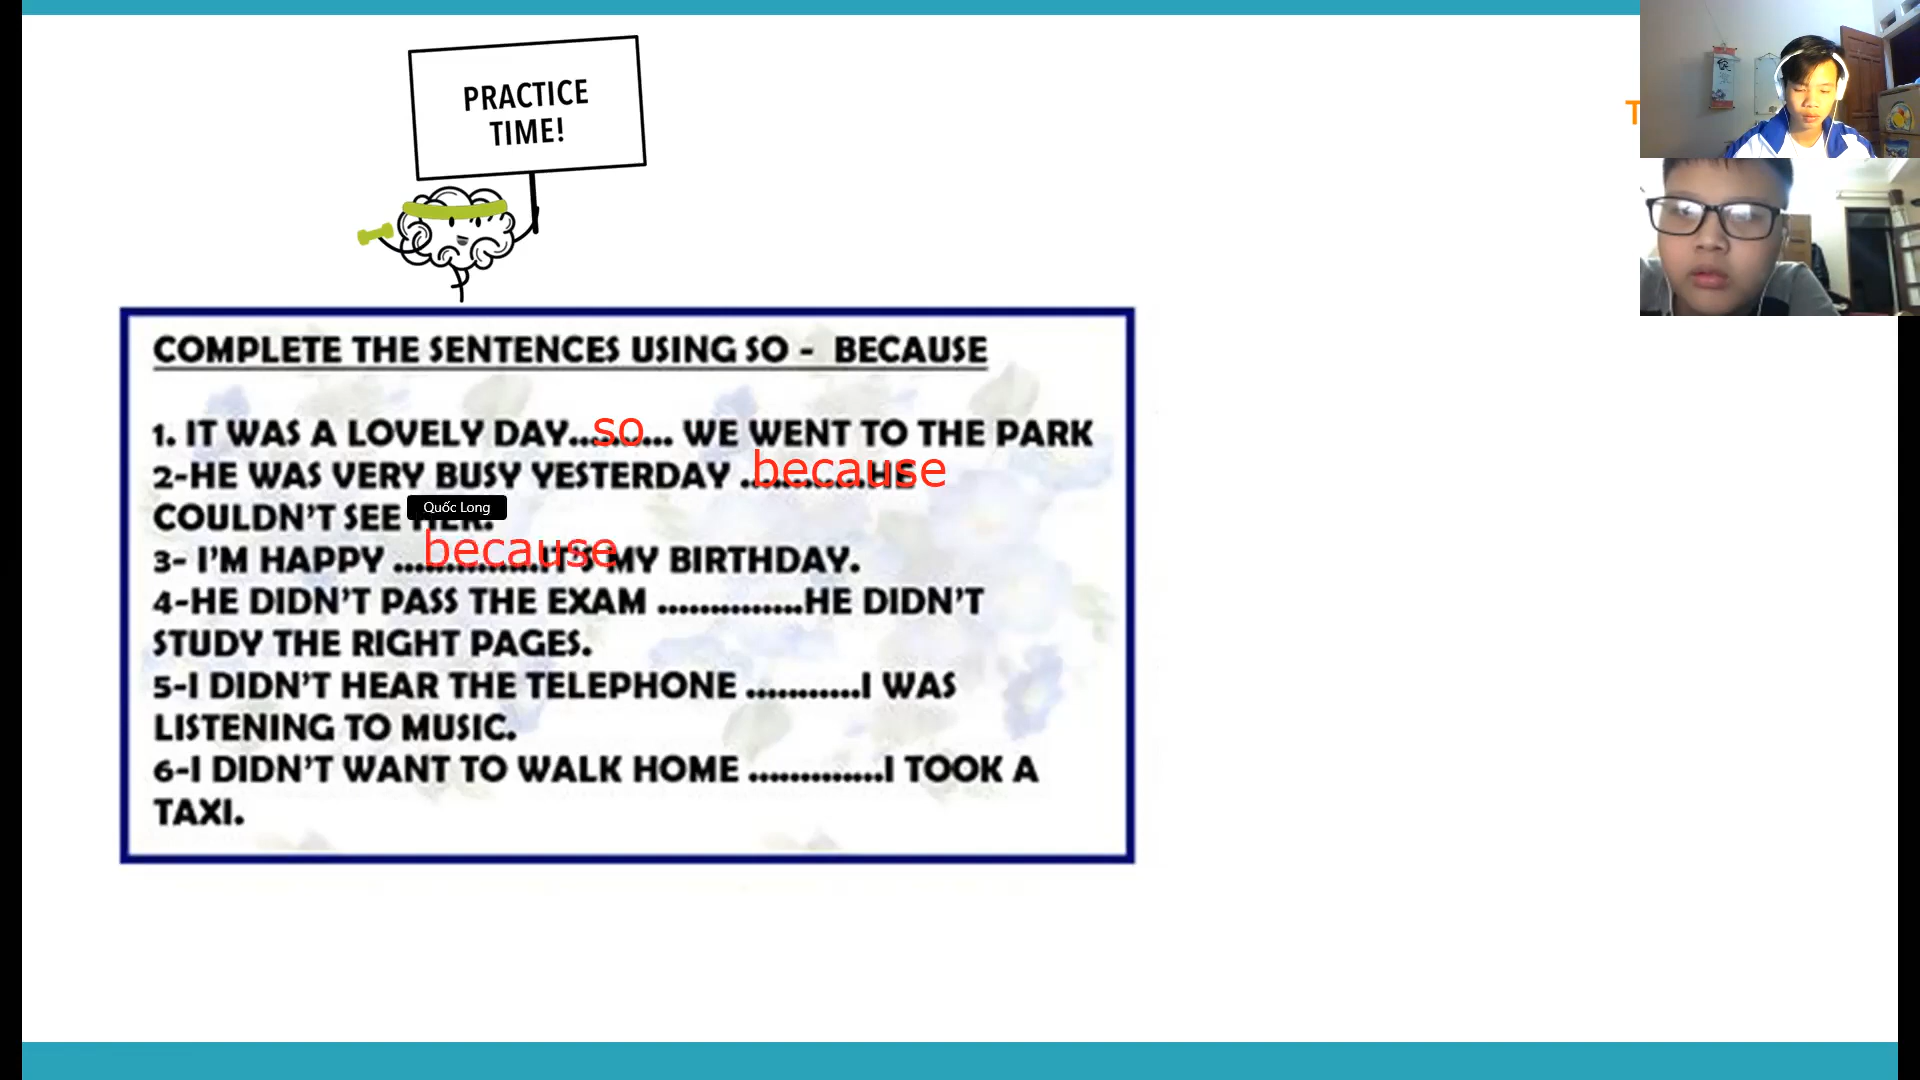 PRACTICE
TIME!
T
COMPLETE THE SENTENCES USING SO - BECAUSE
1. IT WAS A LOVELY DAY...so...... WE WENT TO THE PARK
2-HE WAS VERY BUSY YESTERDAY .because HE
COULDN'T SEE HER.
Quốc Long
3- I'M HAPPY ...because IT'S MY BIRTHDAY.
4-HE DIDN'T PASS THE EXAM ...............HE DIDN'T
STUDY THE RIGHT PAGES.
5-I DIDN'T HEAR THE TELEPHONE ...........I WAS
LISTENING TO MUSIC.
6-I DIDN'T WANT TO WALK HOME .............I TOOK A
TAXI.